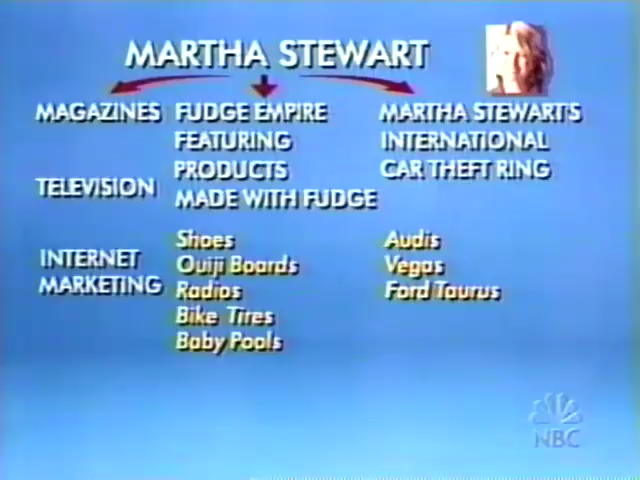 MARTHA STEWART
MAGAZINES
TELEVISION
INTERNET
MARKETING
FUDGE EMPIRE
FEATURING
PRODUCTS
MADE WITH FUDGE
Shoes
Ouiji Boards
Radios
Bike Tires
Baby Pools
MARTHA STEWART'S
INTERNATIONAL
CAR THEFT RING
Audis
Vegas
Ford Taurus
NBC